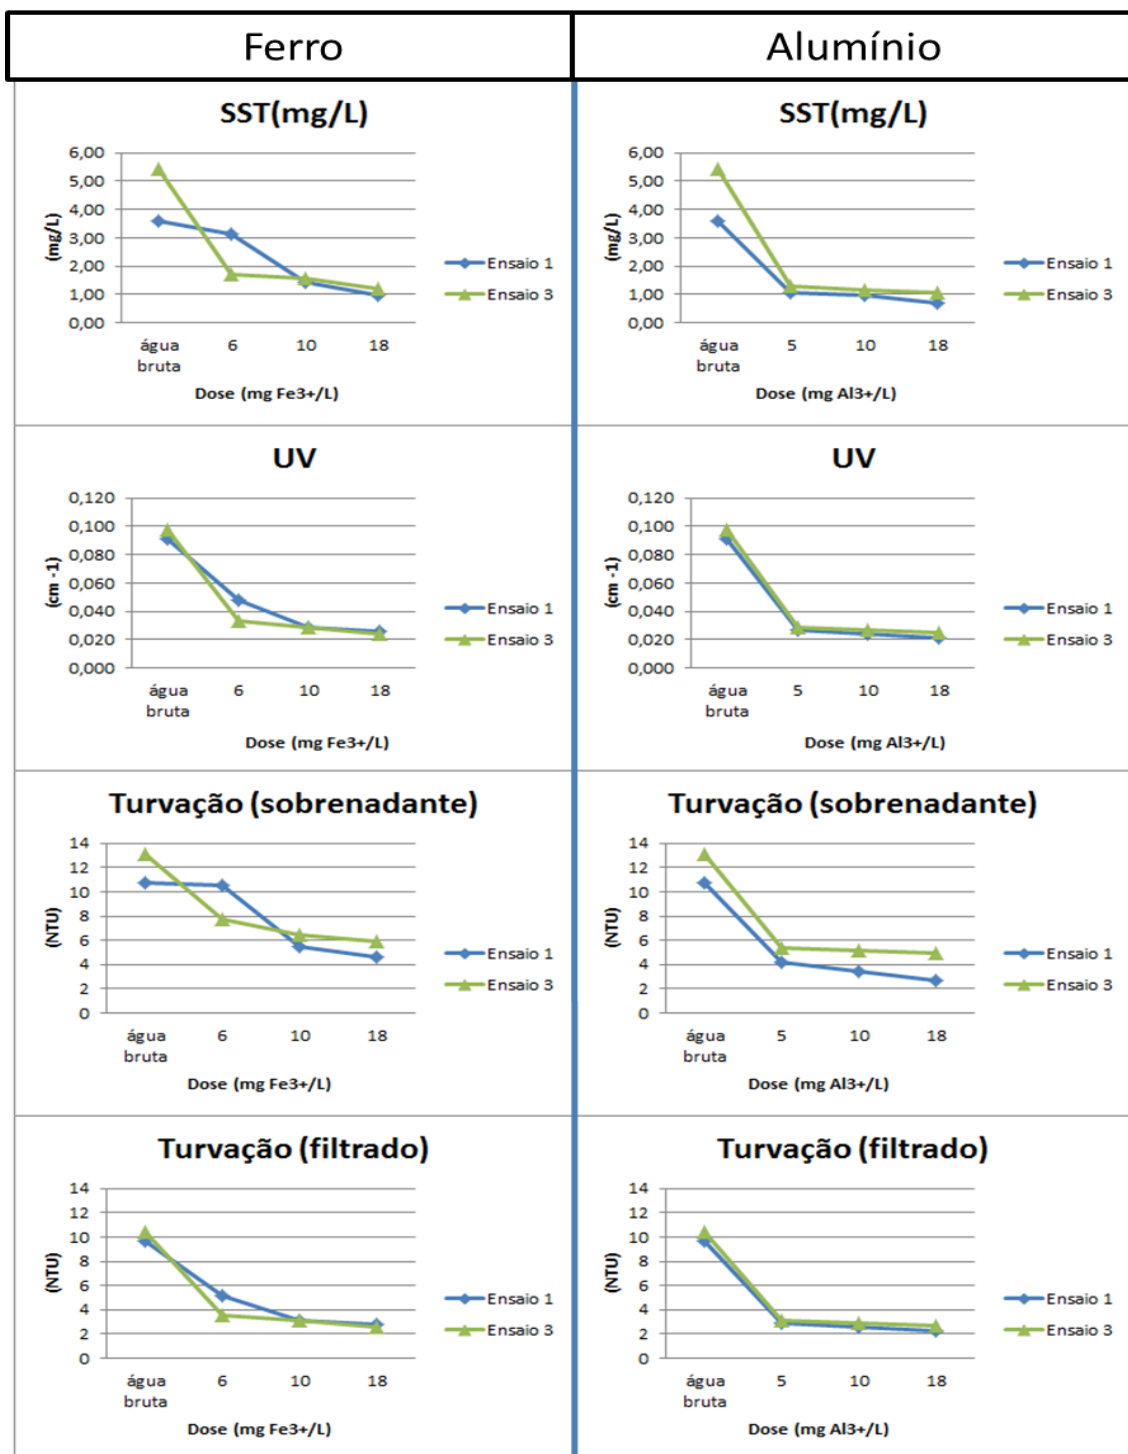 Ferro
Alumínio
SST(mg/L)
6,00
5,00
4,00
3,00
2,00
1,00
0,00
(mg/L)
água bruta 6 10 18
Dose (mg Fe3+/L)
Ensaio 1
Ensaio 3
SST(mg/L)
6,00
5,00
4,00
3,00
2,00
1,00
0,00
(mg/L)
água bruta 5 10 18
Dose (mg Al3+/L)
Ensaio 1
Ensaio 3
UV
0,120
0,100
0,080
0,060
0,040
0,020
0,000
(cm -1)
água bruta 6 10 18
Dose (mg Fe3+/L)
Ensaio 1
Ensaio 3
UV
0,120
0,100
0,080
0,060
0,040
0,020
0,000
(cm -1)
água bruta 5 10 18
Dose (mg Al3+/L)
Ensaio 1
Ensaio 3
Turvação (sobrenadante)
14
12
10
8
6
4
2
0
(NTU)
água bruta 6 10 18
Dose (mg Fe3+/L)
Ensaio 1
Ensaio 3
Turvação (sobrenadante)
14
12
10
8
6
4
2
0
(NTU)
água bruta 5 10 18
Dose (mg Al3+/L)
Ensaio 1
Ensaio 3
Turvação (filtrado)
14
12
10
8
6
4
2
0
(NTU)
água bruta 6 10 18
Dose (mg Fe3+/L)
Ensaio 1
Ensaio 3
Turvação (filtrado)
14
12
10
8
6
4
2
0
(NTU)
água bruta 5 10 18
Dose (mg Al3+/L)
Ensaio 1
Ensaio 3